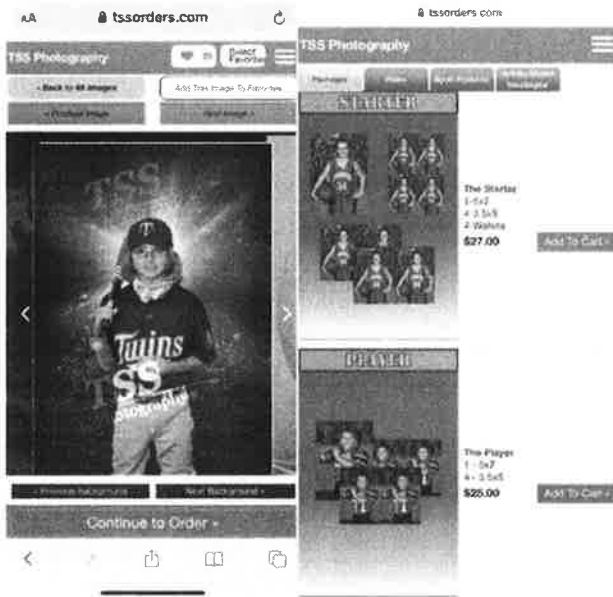 AA tssorders.com
TSS Photography
Select Favorites
‹ Back to All Images
Add This Image To Favorites
‹ Previous Image
Next Image ›
TSS
T
Twins
TSS
Photography
‹ Previous Background
Next Background ›
Continue to Order »
tssorders.com
TSS Photography
Packages
STARTER
The Starter
1-5x7
4-3.5x5
4-Wallets
$27.00
Add To Cart ›
PLAYER
The Player
1 - 5x7
4 - 3.5x5
$25.00
Add To Cart ›